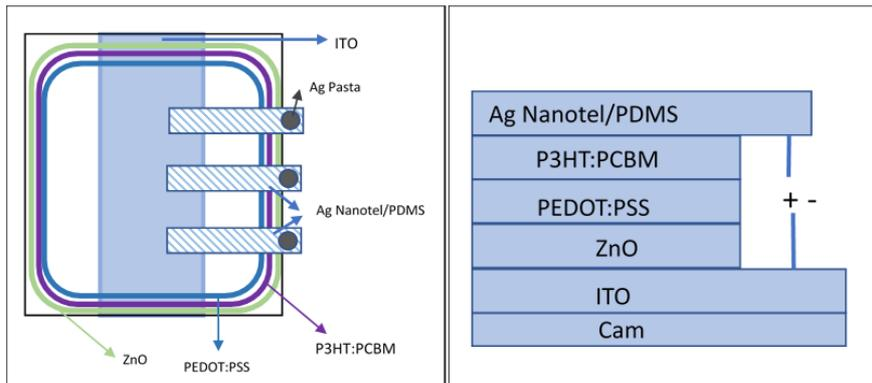 ITO
Ag Pasta
Ag Nanotel/PDMS
P3HT:PCBM
PEDOT:PSS
ZnO
Ag Nanotel/PDMS
P3HT:PCBM
PEDOT:PSS
+ -
ZnO
ITO
Cam